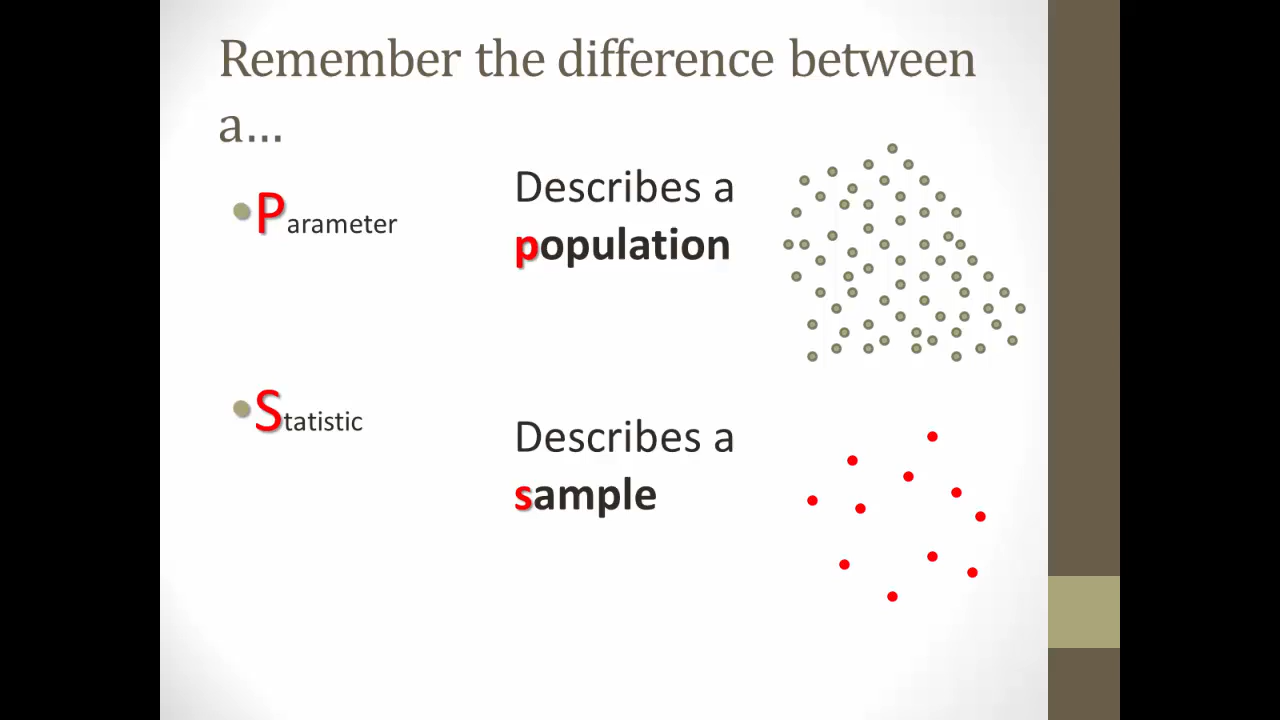 Remember the difference between
a…
•Parameter
Describes a
population
•Statistic
Describes a
sample